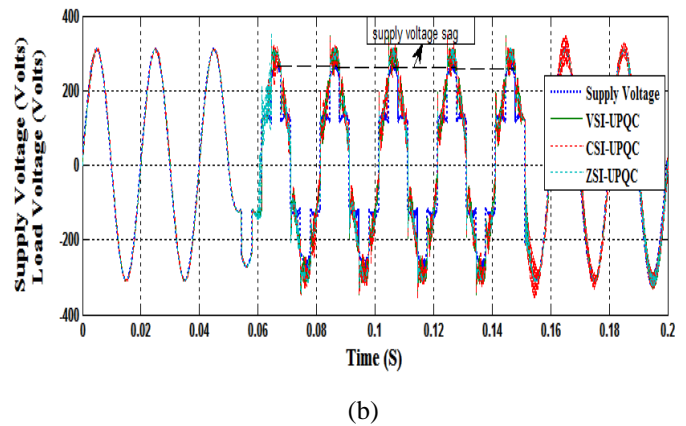 supply voltage sag
400
200
0
-200
-400
Supply Voltage (Volts)
Load Voltage (Volts)
Supply Voltage
VSI-UPQC
CSI-UPQC
ZSI-UPQC
0 0.02 0.04 0.06 0.08 0.1 0.12 0.14 0.16 0.18 0.2
Time (S)
(b)